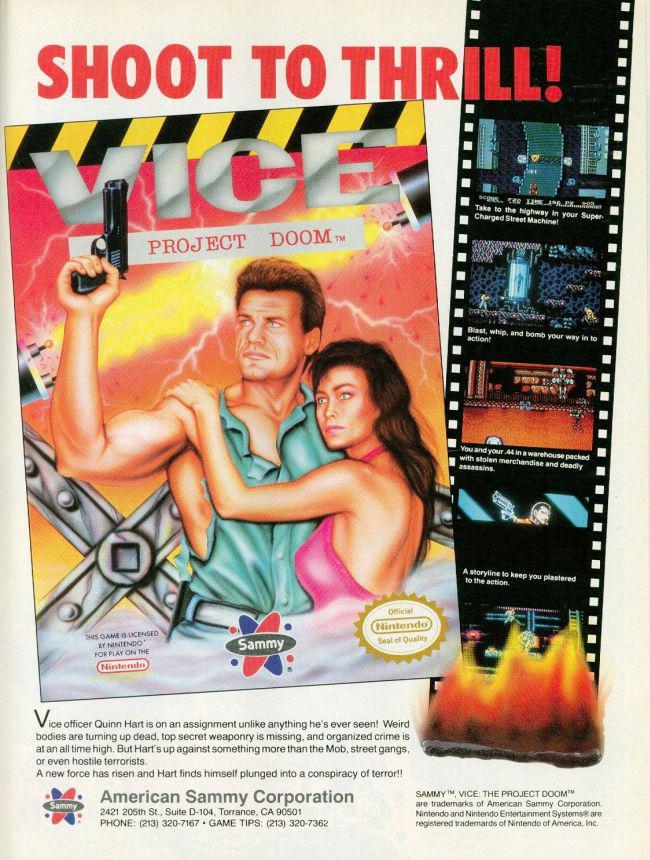 SHOOT TO THRILL!
VICE
PROJECT DOOM™
THIS GAME IS LICENSED
BY NINTENDO®
FOR PLAY ON THE
Nintendo
Sammy
®
Official
Nintendo
Seal of Quality
Take to the highway in your Super-
Charged Street Machine!
Blast, whip, and bomb your way in to
action!
You and your .44 in a warehouse packed
with stolen merchandise and deadly
assassins.
A storyline to keep you plastered
to the action.
Vice officer Quinn Hart is on an assignment unlike anything he's ever seen! Weird
bodies are turning up dead, top secret weaponry is missing, and organized crime is
at an all time high. But Hart's up against something more than the Mob, street gangs,
or even hostile terrorists.
A new force has risen and Hart finds himself plunged into a conspiracy of terror!!
Sammy
American Sammy Corporation
2421 205th St., Suite D-104, Torrance, CA 90501
PHONE: (213) 320-7167 • GAME TIPS: (213) 320-7362
SAMMY™, VICE: THE PROJECT DOOM™
are trademarks of American Sammy Corporation.
Nintendo and Nintendo Entertainment Systems® are
registered trademards of Nintendo of America, Inc.